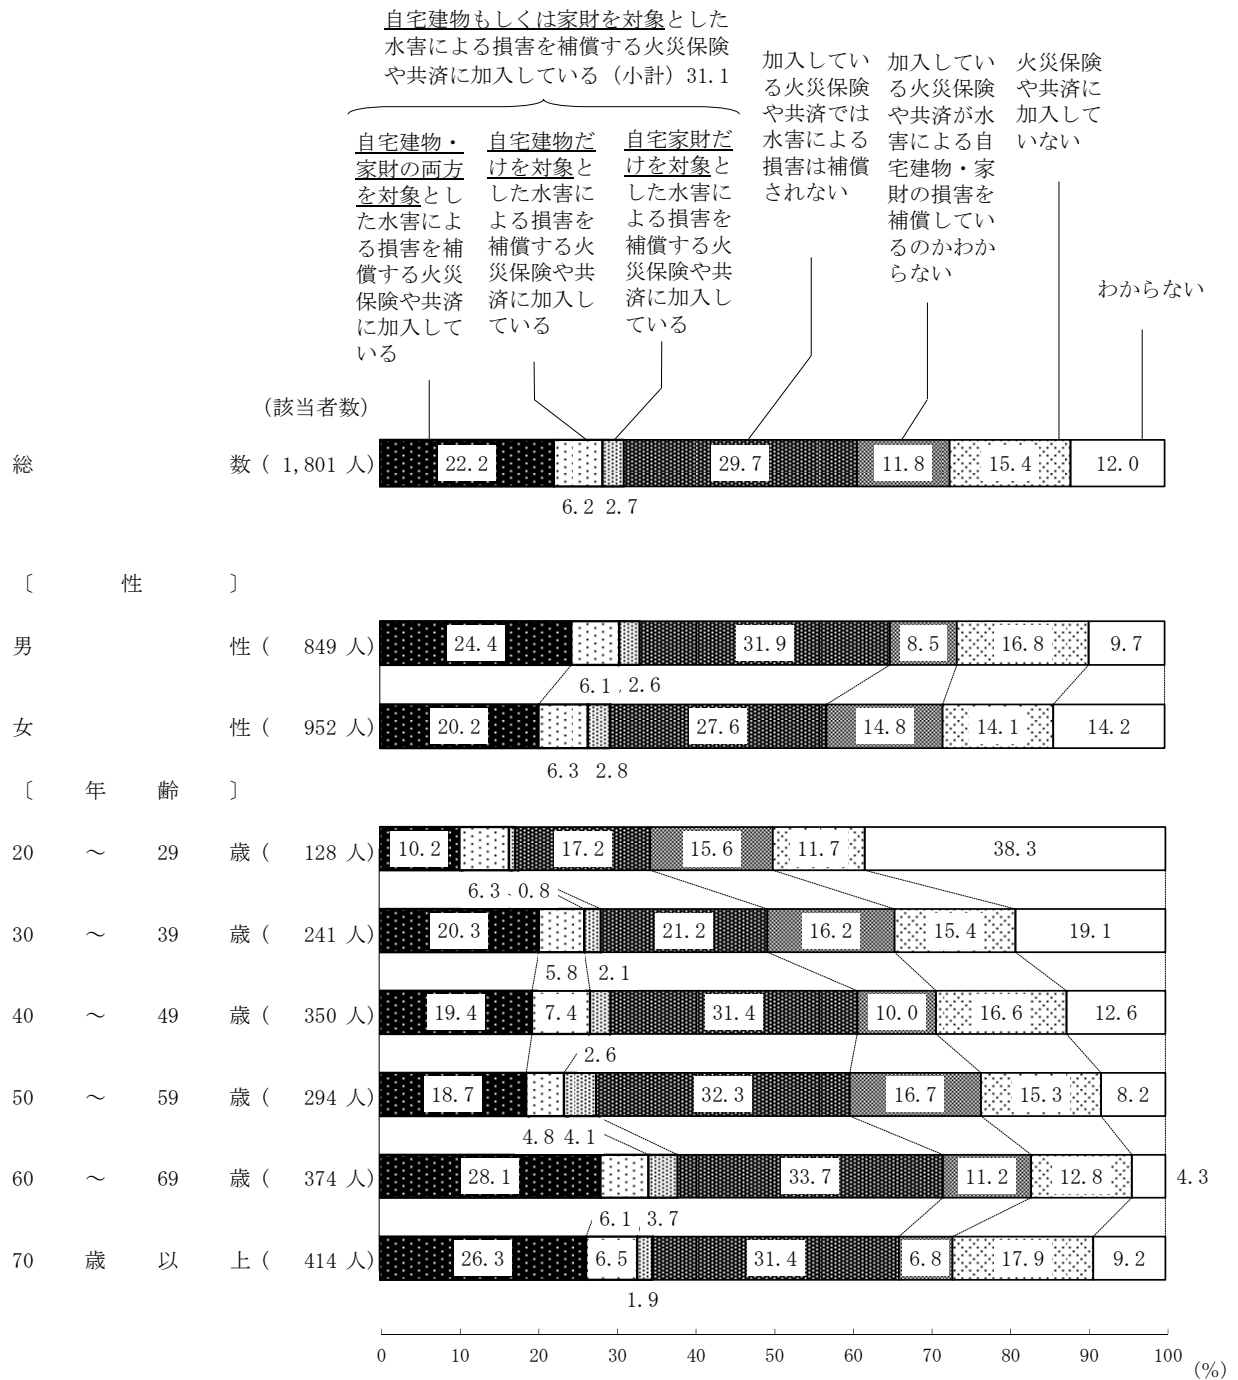 自宅建物もしくは家財を対象とした
水害による損害を補償する火災保険
や共済に加入している（小計）31.1
自宅建物・
家財の両方
を対象とし
た水害によ
る損害を補
償する火災
保険や共済
に加入して
いる
自宅建物だ
けを対象と
した水害に
よる損害を
補償する火
災保険や共
済に加入し
ている
自宅家財だ
けを対象と
した水害に
よる損害を
補償する火
災保険や共
済に加入し
ている
加入してい
る火災保険
や共済では
水害による
損害は補償
されない
加入してい
る火災保険
や共済が水
害による自
宅建物・家
財の損害を
補償してい
るのかわか
らない
火災保険
や共済に
加入して
いない
わからない
（該当者数）
総 数（ 1,801 人） 22.2 29.7 11.8 15.4 12.0
6.2 2.7
〔 性 〕
男 性（ 849 人） 24.4 31.9 8.5 16.8 9.7
6.1 2.6
女 性（ 952 人） 20.2 27.6 14.8 14.1 14.2
6.3 2.8
〔 年 齢 〕
20 ～ 29 歳（ 128 人） 10.2 17.2 15.6 11.7 38.3
6.3 0.8
30 ～ 39 歳（ 241 人） 20.3 21.2 16.2 15.4 19.1
5.8 2.1
40 ～ 49 歳（ 350 人） 19.4 7.4 31.4 10.0 16.6 12.6
2.6
50 ～ 59 歳（ 294 人） 18.7 32.3 16.7 15.3 8.2
4.8 4.1
60 ～ 69 歳（ 374 人） 28.1 33.7 11.2 12.8 4.3
6.1 3.7
70 歳 以 上（ 414 人） 26.3 6.5 31.4 6.8 17.9 9.2
1.9
0 10 20 30 40 50 60 70 80 90 100
(%)